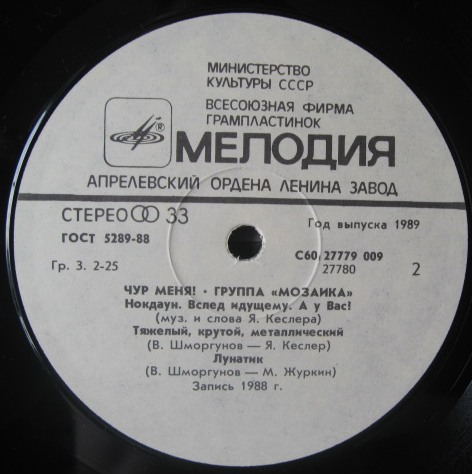 МИНИСТЕРСТВО
КУЛЬТУРЫ СССР
ВСЕСОЮЗНАЯ ФИРМА
ГРАМПЛАСТИНОК
®
МЕЛОДИЯ
АПРЕЛЕВСКИЙ ОРДЕНА ЛЕНИНА ЗАВОД
СТЕРЕО 33
Год выпуска 1989
ГОСТ 5289-88
С60 27779 009
Гр. 3. 2-25
27780
2
ЧУР МЕНЯ! · ГРУППА «МОЗАИКА»
Нокдаун. Вслед идущему. А у Вас!
(муз. и слова Я. Кеслера)
Тяжелый, крутой, металлический
(В. Шморгунов — Я. Кеслер)
Лунатик
(В. Шморгунов — М. Журкин)
Запись 1988 г.